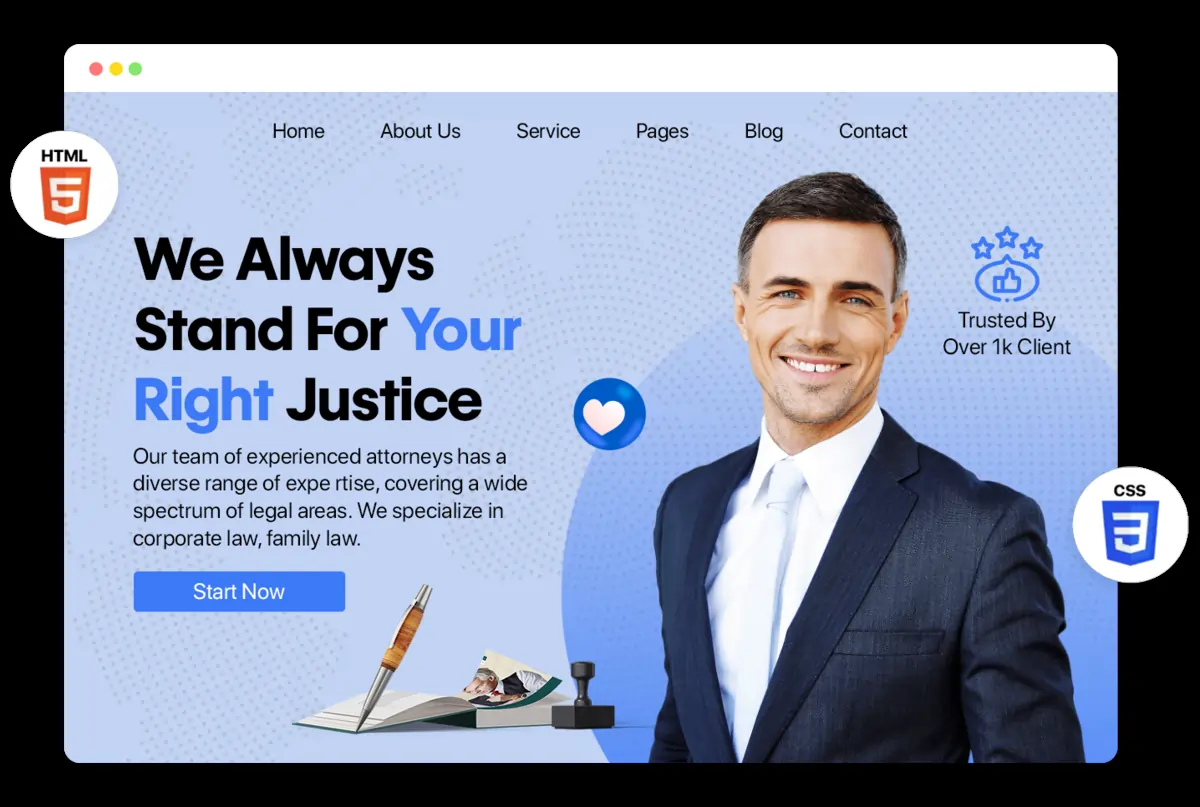 Home About Us Service Pages Blog Contact
HTML
5
We Always
Stand For Your
Right Justice
Trusted By
Over 1k Client
Our team of experienced attorneys has a
diverse range of expe rtise, covering a wide
spectrum of legal areas. We specialize in
corporate law, family law.
Start Now
CSS
3